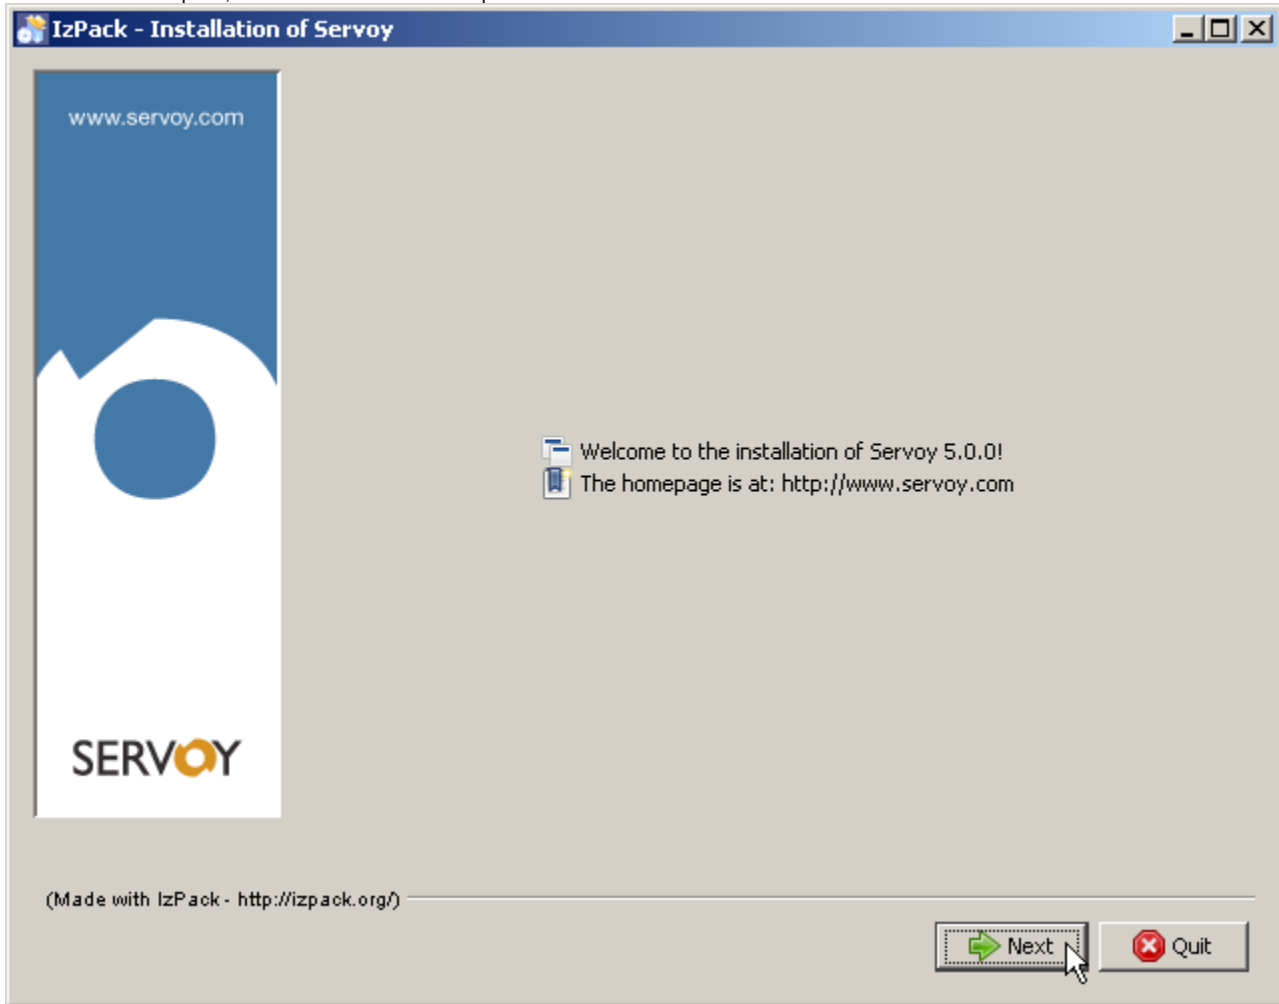 IzPack - Installation of Servoy
www.servoy.com
Welcome to the installation of Servoy 5.0.0!
The homepage is at: http://www.servoy.com
SERVOY
(Made with IzPack - http://izpack.org/)
Next
Quit